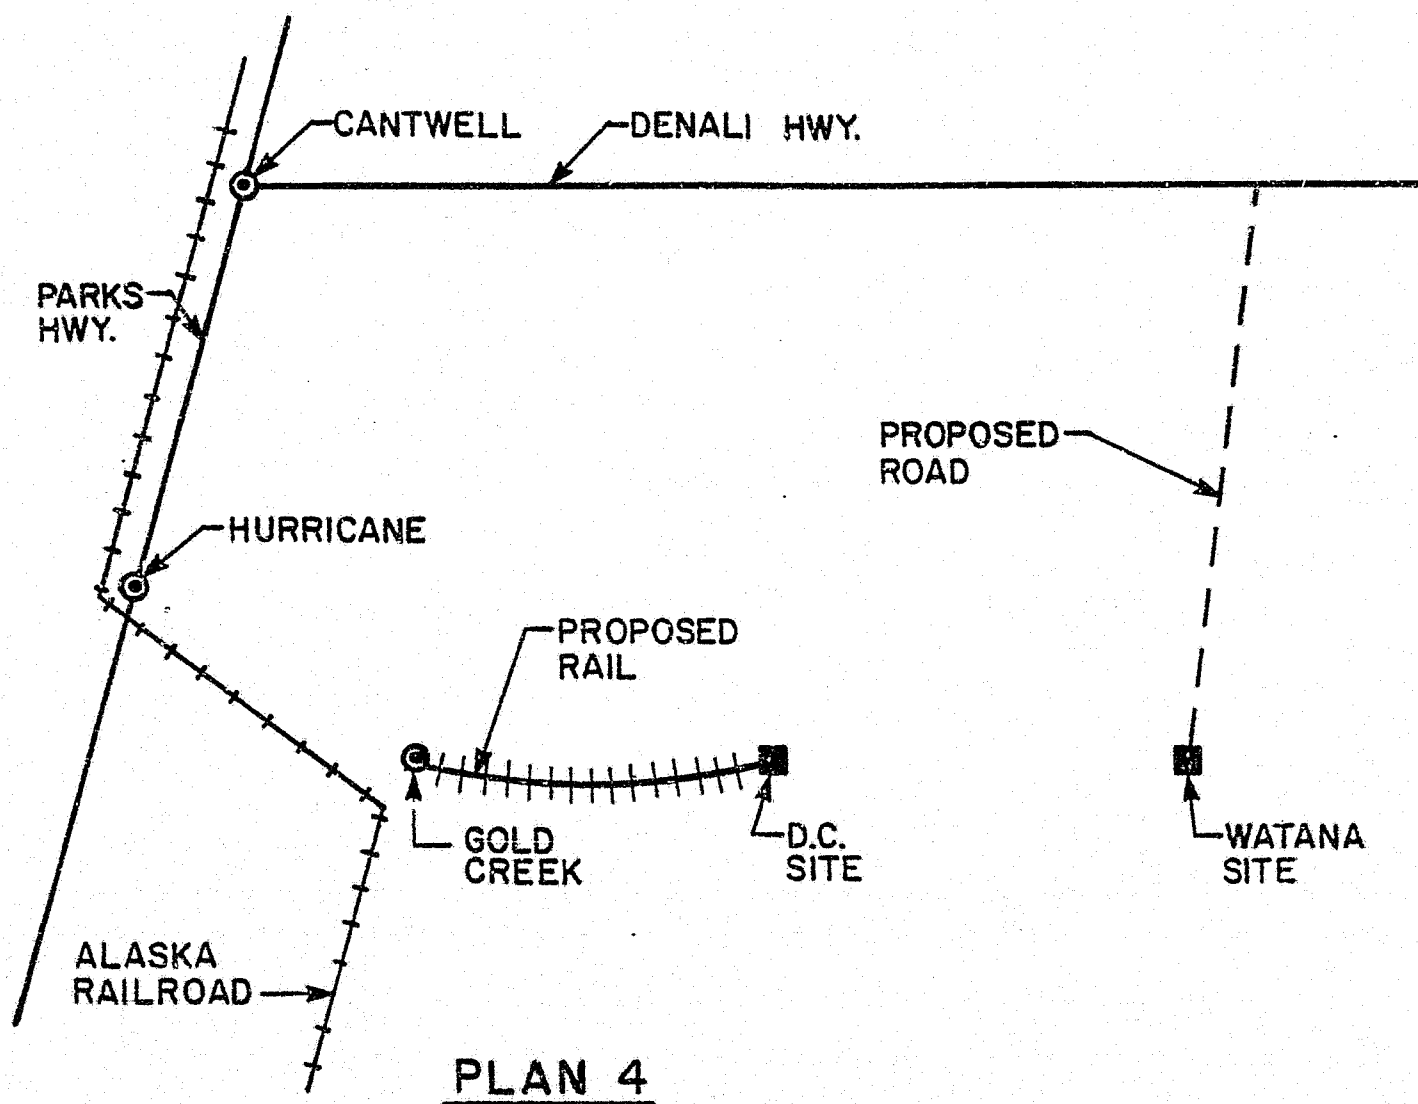 CANTWELL
DENALI HWY.
PARKS
HWY.
PROPOSED
ROAD
HURRICANE
PROPOSED
RAIL
GOLD
CREEK
D.C.
SITE
WATANA
SITE
ALASKA
RAILROAD
PLAN 4